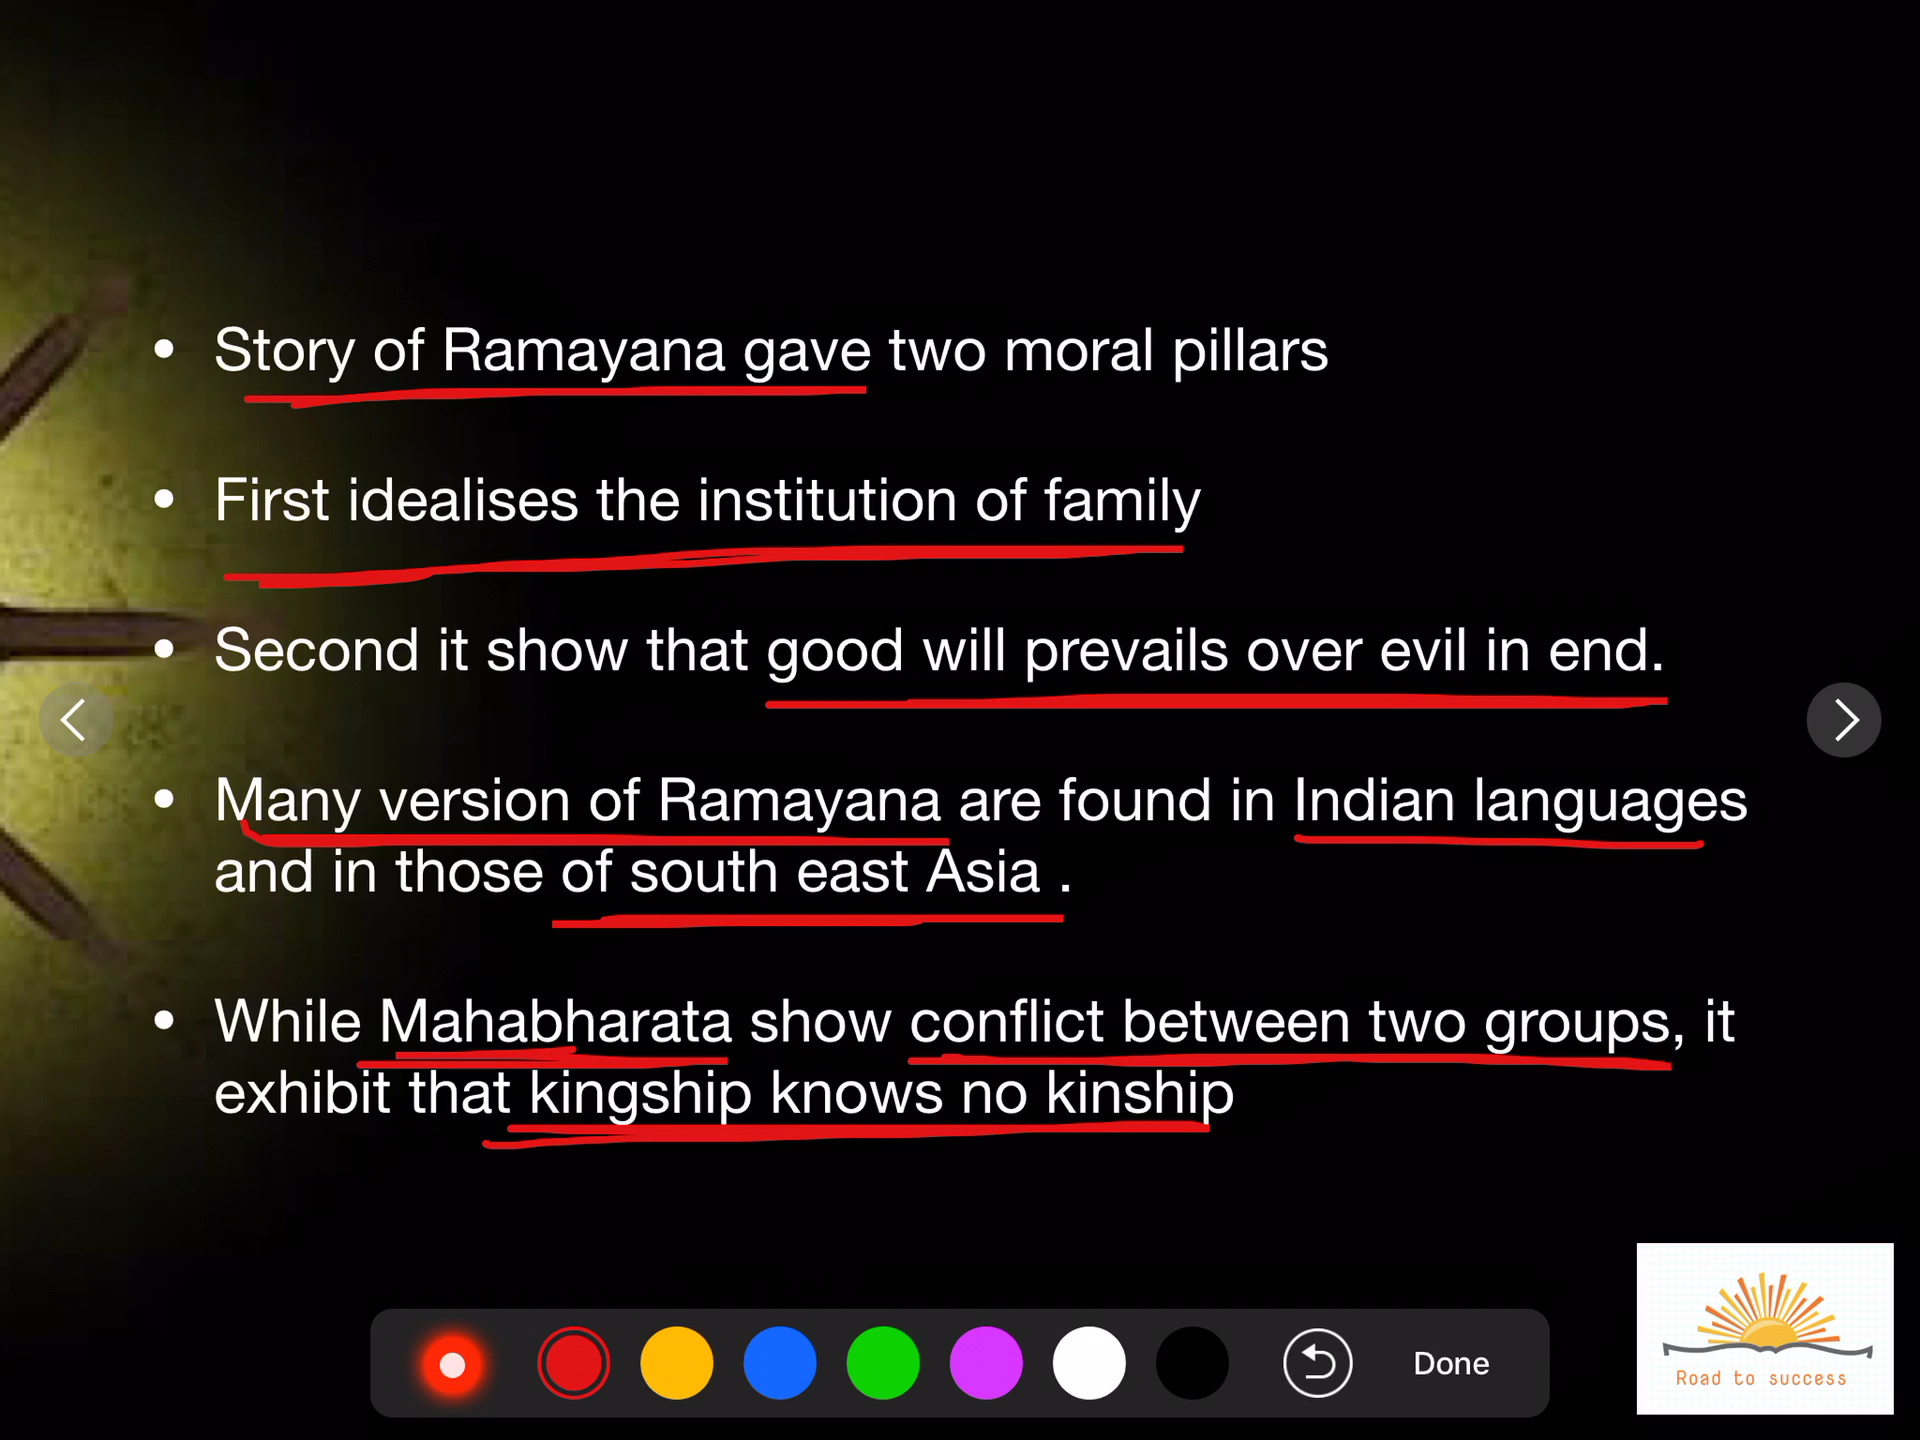 • Story of Ramayana gave two moral pillars
• First idealises the institution of family
• Second it show that good will prevails over evil in end.
• Many version of Ramayana are found in Indian languages
and in those of south east Asia .
• While Mahabharata show conflict between two groups, it
exhibit that kingship knows no kinship
Done
Road to success